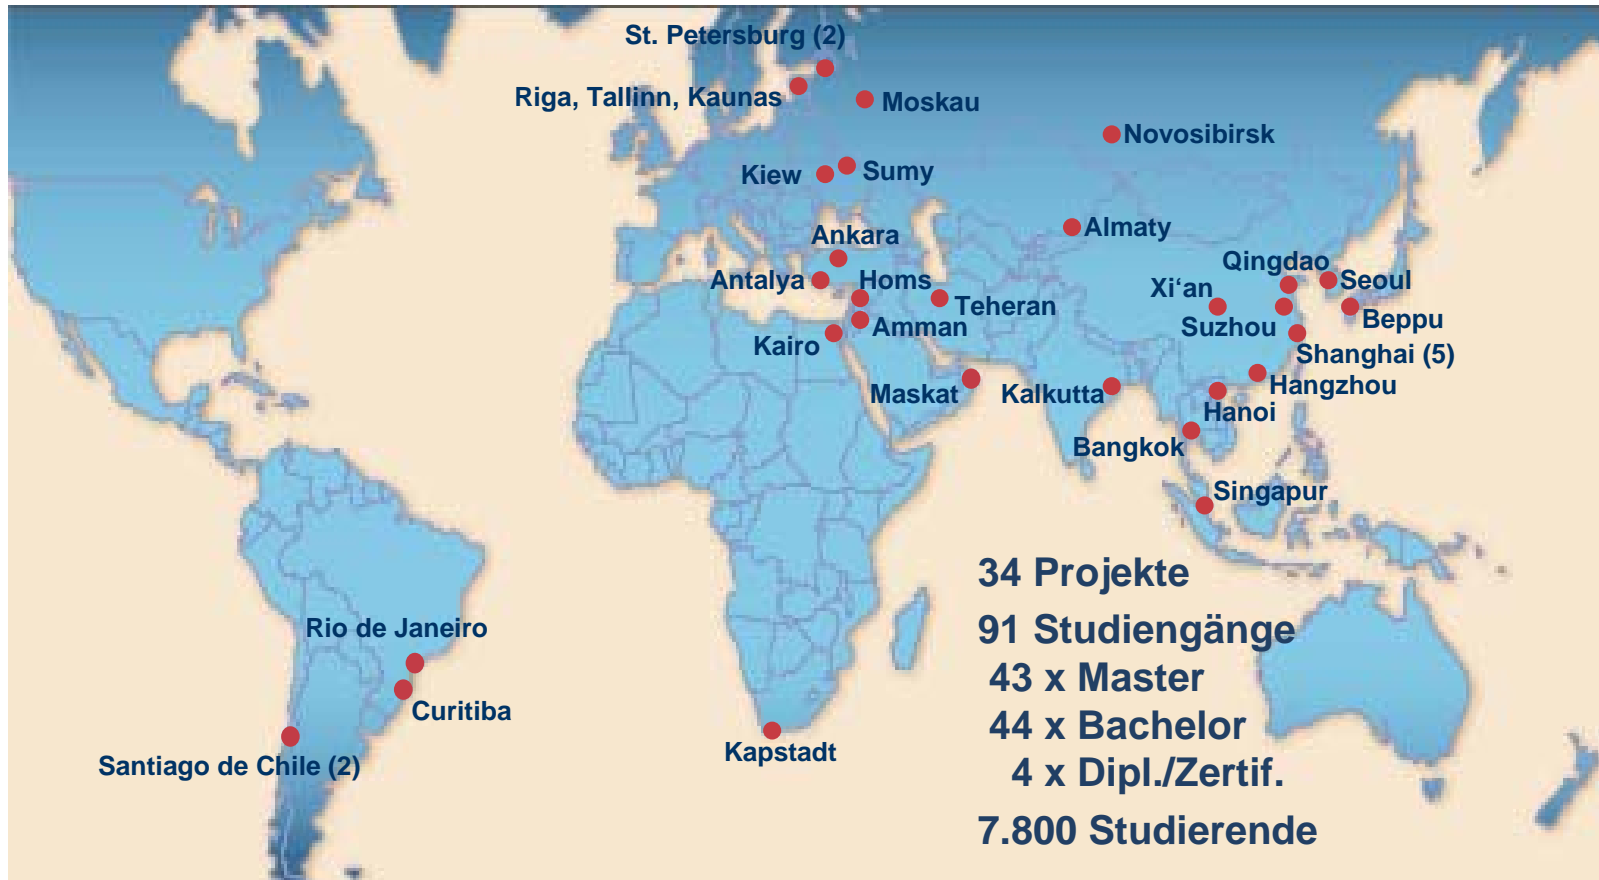 St. Petersburg (2)
Riga, Tallinn, Kaunas
Moskau
Novosibirsk
Kiew
Sumy
Almaty
Ankara
Qingdao
Antalya
Homs
Xi‘an
Seoul
Teheran
Suzhou
Beppu
Kairo
Amman
Shanghai (5)
Maskat
Kalkutta
Hangzhou
Hanoi
Bangkok
Singapur
34 Projekte
91 Studiengänge
43 x Master
44 x Bachelor
4 x Dipl./Zertif.
7.800 Studierende
Rio de Janeiro
Curitiba
Santiago de Chile (2)
Kapstadt